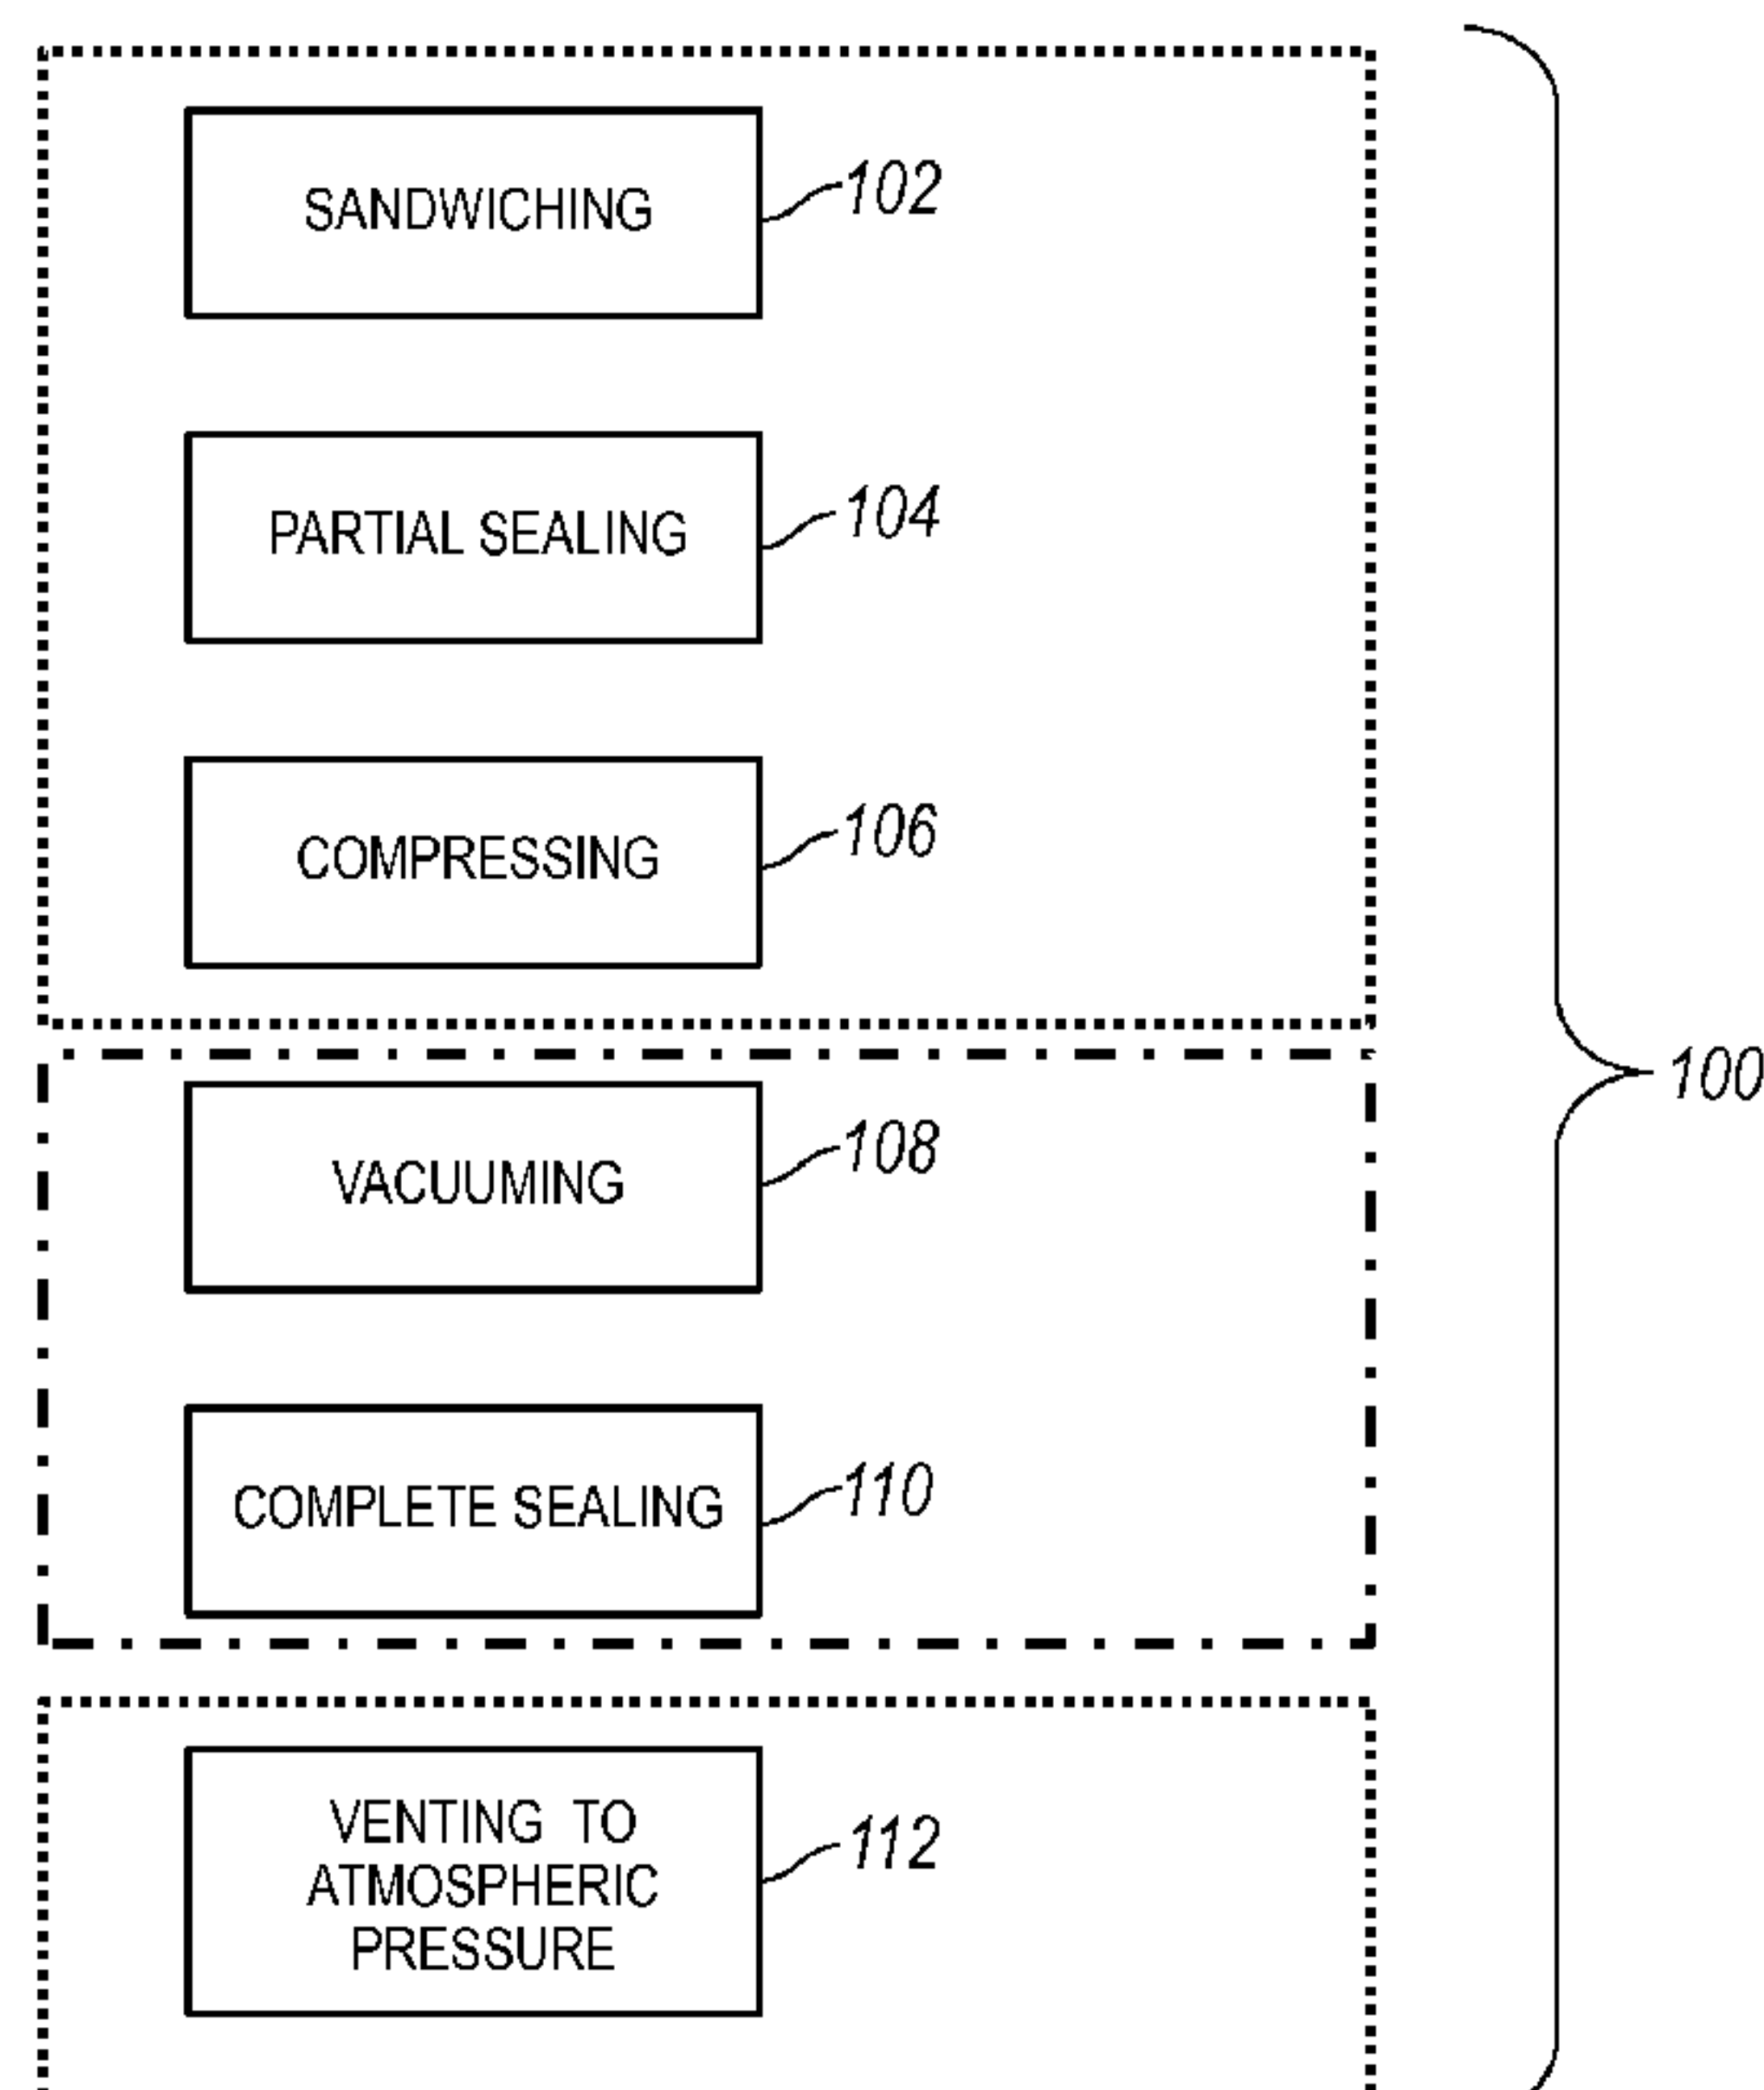 SANDWICHING
102
PARTIAL SEALING
104
COMPRESSING
106
100
VACUUMING
108
COMPLETE SEALING
110
VENTING TO
ATMOSPHERIC
PRESSURE
112